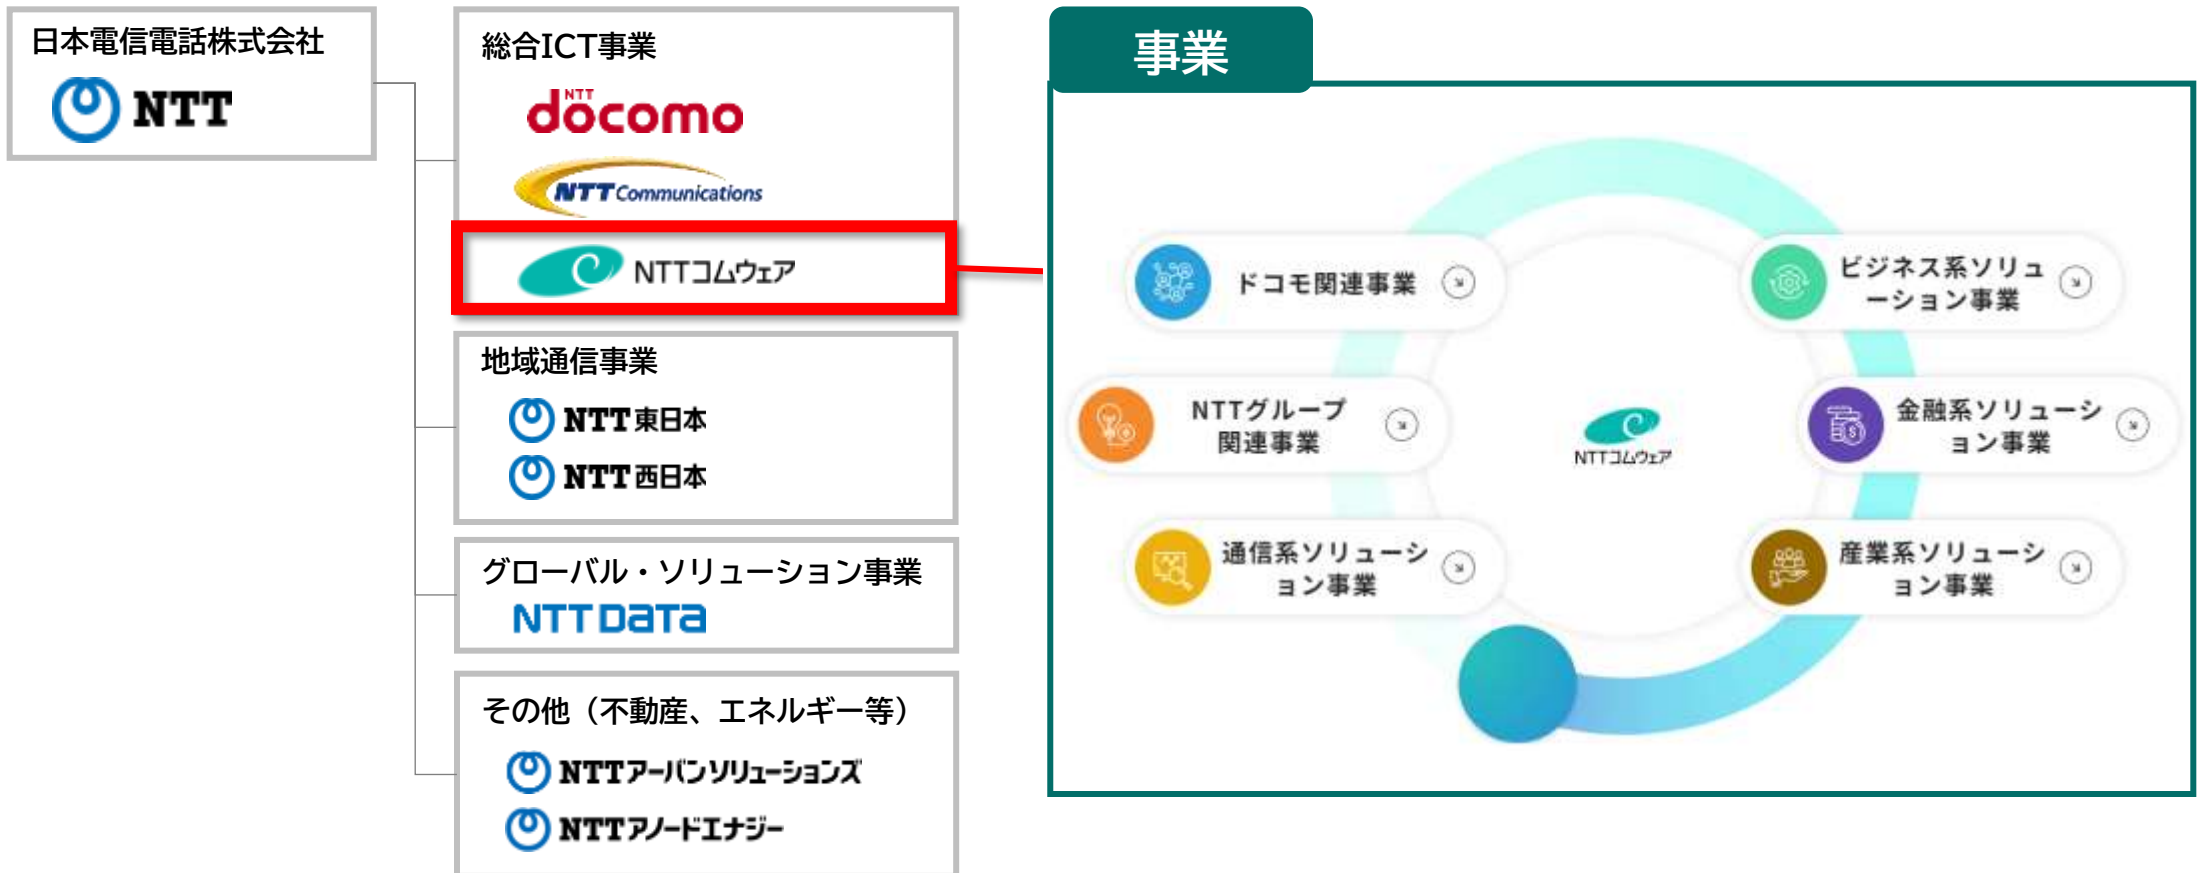 日本電信電話株式会社
NTT
総合ICT事業
NTT
docomo
NTT Communications
NTTコムウェア
地域通信事業
NTT東日本
NTT西日本
グローバル・ソリューション事業
NTT DATA
その他（不動産、エネルギー等）
NTTアーバンソリューションズ
NTTアノードエナジー
事業
ドコモ関連事業
NTTグループ
関連事業
通信系ソリューシ
ョン事業
NTTコムウェア
ビジネス系ソリュ
ーション事業
金融系ソリューシ
ョン事業
産業系ソリューシ
ョン事業